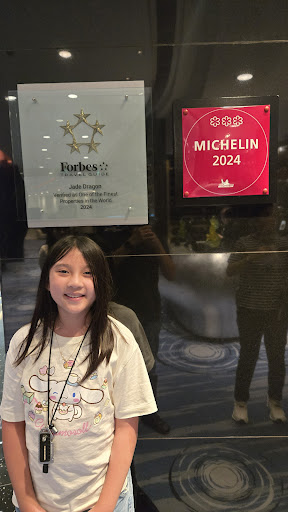 Forbes
TRAVEL GUIDE
Jade Dragon
Verified as One of the Finest
Properties in the World
2024
MICHELIN
2024